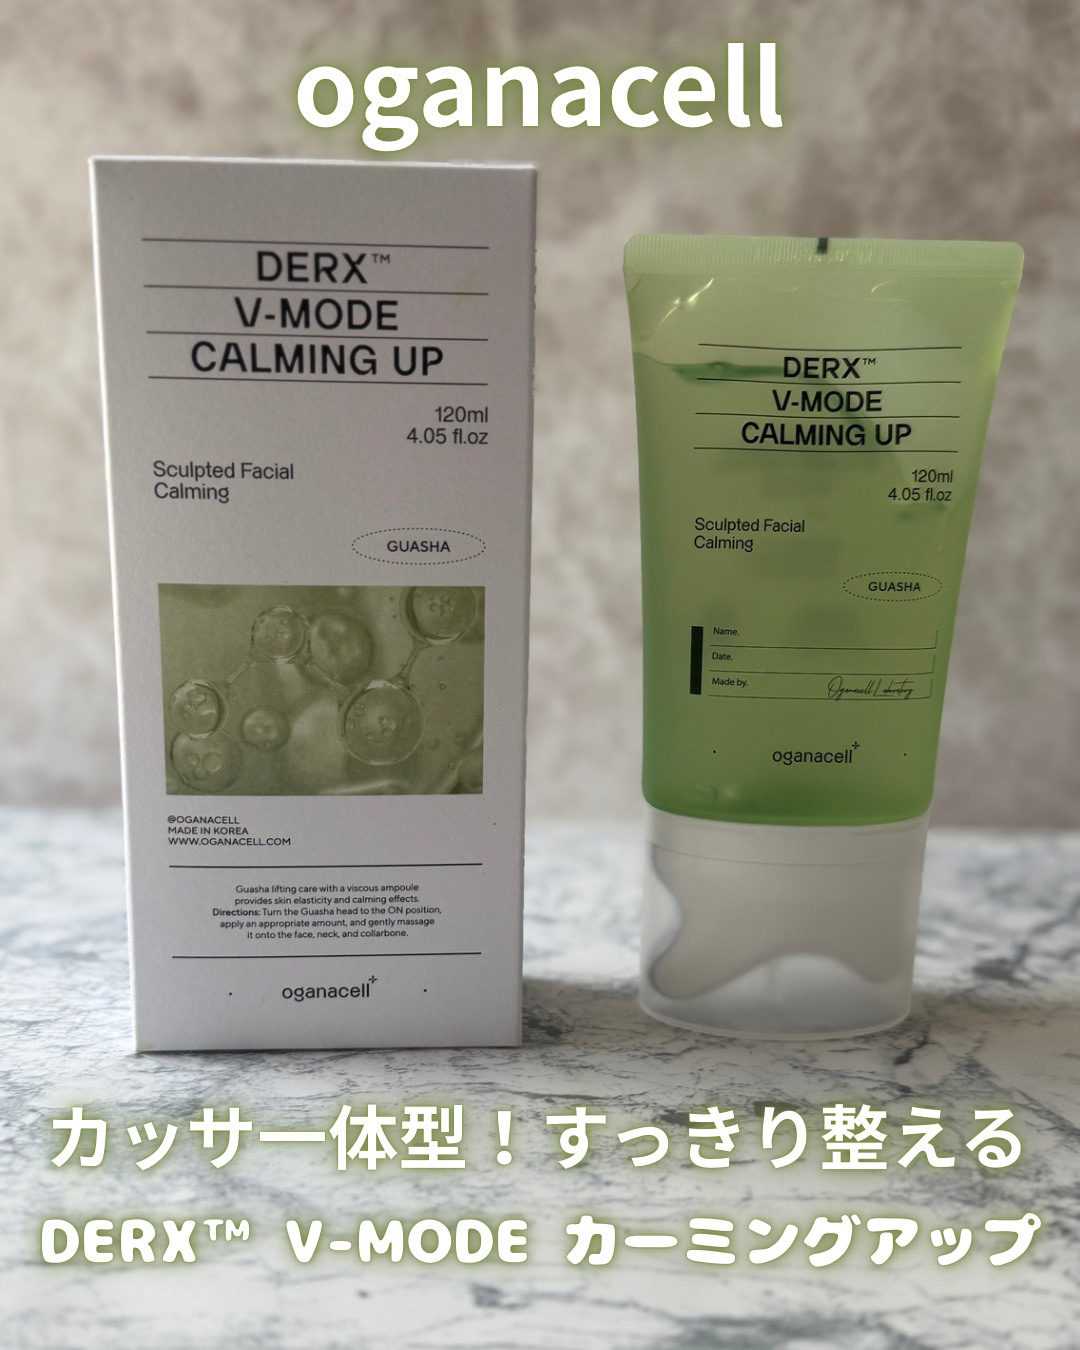 oganacell
DERX™
V-MODE
CALMING UP
120ml
4.05 fl.oz
Sculpted Facial
Calming
GUASHA
@OGANACELL
MADE IN KOREA
WWW.OGANACELL.COM
Guasha lifting care with a viscous ampoule
provides skin elasticity and calming effects.
Directions: Turn the Guasha head to the ON position,
apply an appropriate amount, and gently massage
it onto the face, neck, and collarbone.
oganacell
DERX™
V-MODE
CALMING UP
120ml
4.05 fl.oz
Sculpted Facial
Calming
GUASHA
Name.
Date.
Made by. Oganacell Laboratory
oganacell
カッサ一体型！すっきり整える
DERX™ V-MODE カーミングアップ